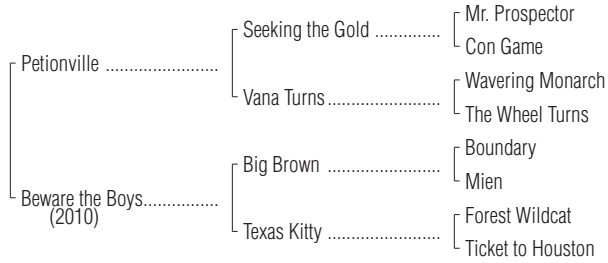 Mr. Prospector
Seeking the Gold ..............
Con Game
Petionville .......................
Wavering Monarch
Vana Turns.......................
The Wheel Turns
Boundary
Big Brown .......................
Mien
Beware the Boys...............
(2010)
Forest Wildcat
Texas Kitty ......................
Ticket to Houston